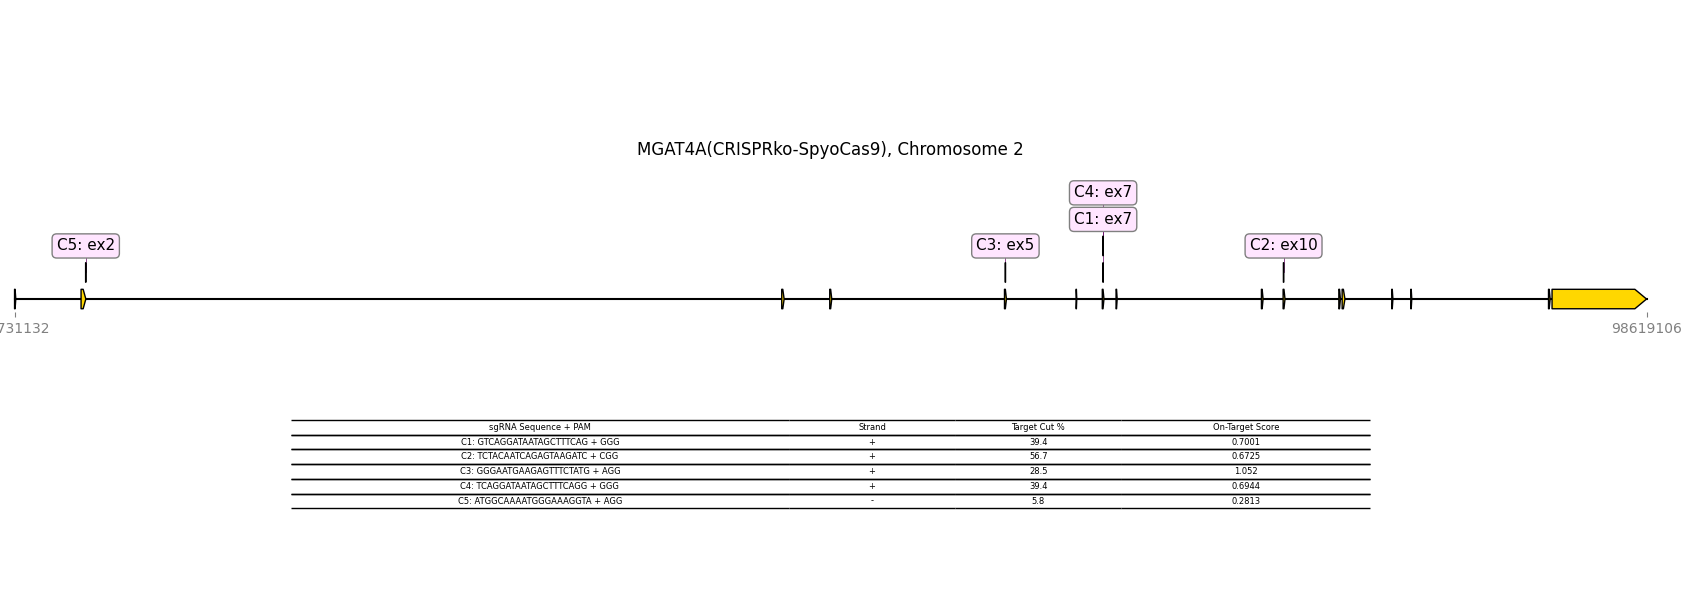 MGAT4A(CRISPRko-SpyoCas9), Chromosome 2
C4: ex7
C1: ex7
C5: ex2 C3: ex5 C2: ex10
731132 98619106
sgRNA Sequence + PAM Strand Target Cut % On-Target Score
C1: GTCAGGATAATAGCTTTCAG + GGG + 39.4 0.7001
C2: TCTACAATCAGAGTAAGATC + CGG + 56.7 0.6725
C3: GGGAATGAAGAGTTTCTATG + AGG + 28.5 1.052
C4: TCAGGATAATAGCTTTCAGG + GGG + 39.4 0.6944
C5: ATGGCAAAATGGGAAAGGTA + AGG - 5.8 0.2813